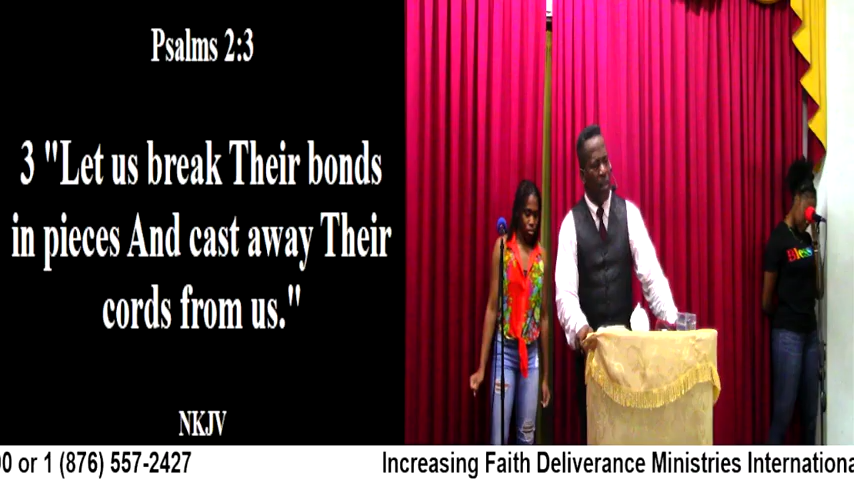 Psalms 2:3
3 "Let us break Their bonds
in pieces And cast away Their
cords from us."
NKJV
Bless
0 or 1 (876) 557-2427 Increasing Faith Deliverance Ministries Internationa